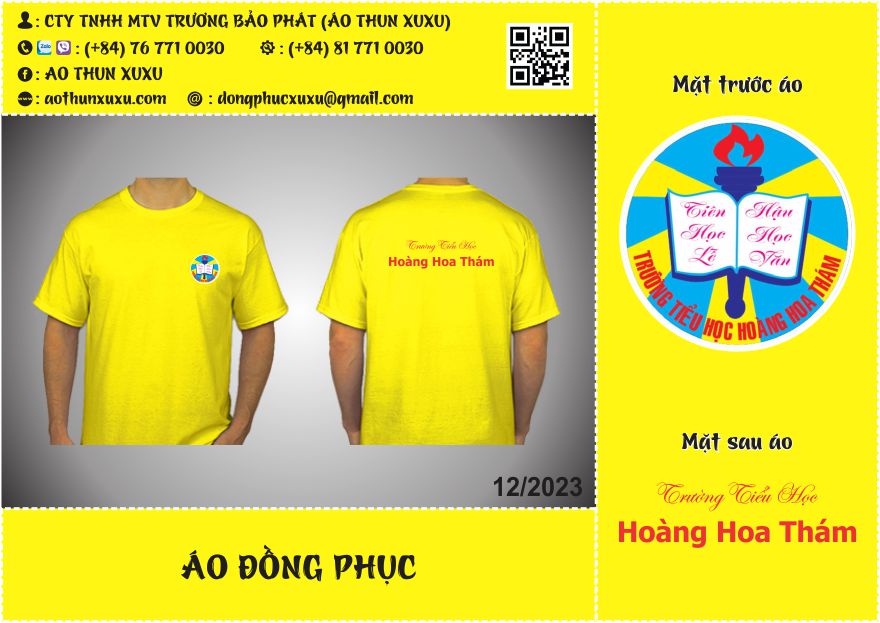 : CTY TNHH MTV TRƯƠNG BẢO PHÁT (ÁO THUN XUXU)
Zalo : (+84) 76 771 0030 : (+84) 81 771 0030
: AO THUN XUXU
www : aothunxuxu.com @ : dongphucxuxu@gmail.com
Trường Tiểu Học
Hoàng Hoa Thám
12/2023
ÁO ĐỒNG PHỤC
Mặt trước áo
Tiên Học Lễ
Hậu Học Văn
TRƯỜNG TIỂU HỌC HOÀNG HOA THÁM
Mặt sau áo
Trường Tiểu Học
Hoàng Hoa Thám